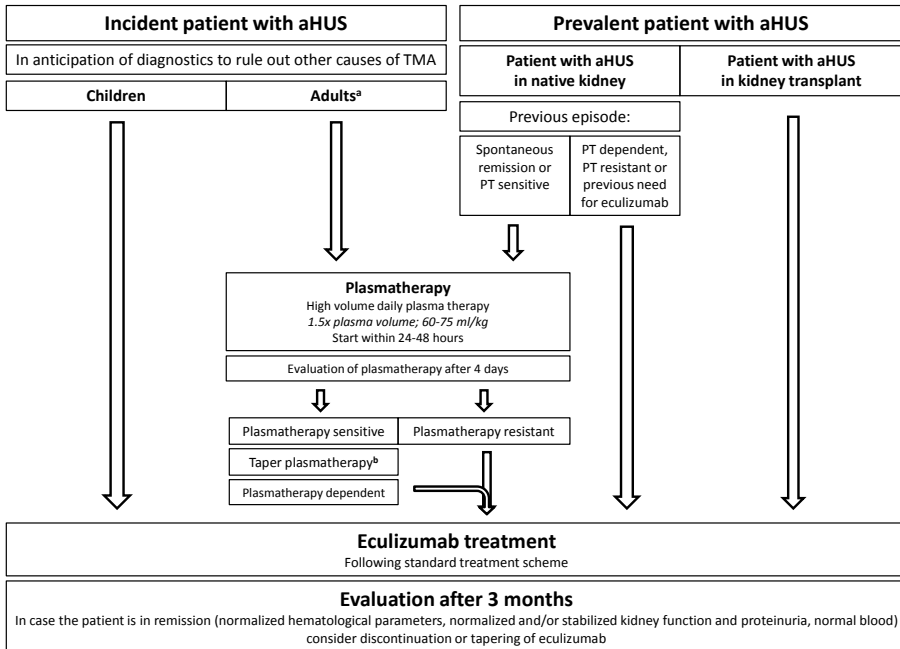 Incident patient with aHUS
In anticipation of diagnostics to rule out other causes of TMA
Children
Adultsᵃ
Prevalent patient with aHUS
Patient with aHUS
in native kidney
Patient with aHUS
in kidney transplant
Previous episode:
Spontaneous
remission or
PT sensitive
PT dependent,
PT resistant or
previous need
for eculizumab
Plasmatherapy
High volume daily plasma therapy
1.5x plasma volume; 60-75 ml/kg
Start within 24-48 hours
Evaluation of plasmatherapy after 4 days
Plasmatherapy sensitive
Plasmatherapy resistant
Taper plasmatherapyᵇ
Plasmatherapy dependent
Eculizumab treatment
Following standard treatment scheme
Evaluation after 3 months
In case the patient is in remission (normalized hematological parameters, normalized and/or stabilized kidney function and proteinuria, normal blood)
consider discontinuation or tapering of eculizumab